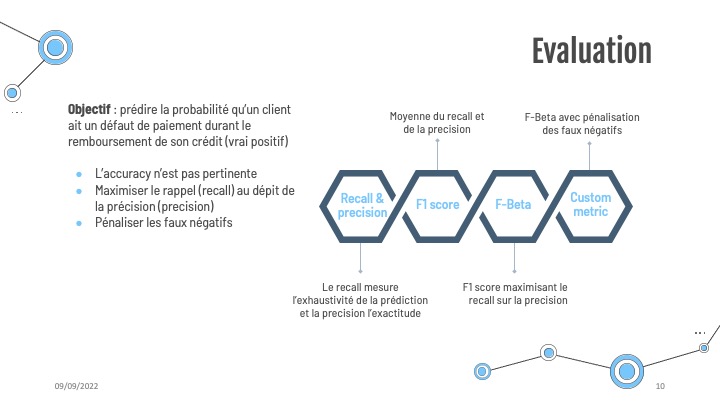 Evaluation
Objectif : prédire la probabilité qu'un client
ait un défaut de paiement durant le
remboursement de son crédit (vrai positif)
● L'accuracy n'est pas pertinente
● Maximiser le rappel (recall) au dépit de
la précision (precision)
● Pénaliser les faux négatifs
Moyenne du recall et
de la precision
F-Beta avec pénalisation
des faux négatifs
Recall &
precision
F1 score
F-Beta
Custom
metric
Le recall mesure
l'exhaustivité de la prédiction
et la precision l'exactitude
F1 score maximisant le
recall sur la precision
09/09/2022
10